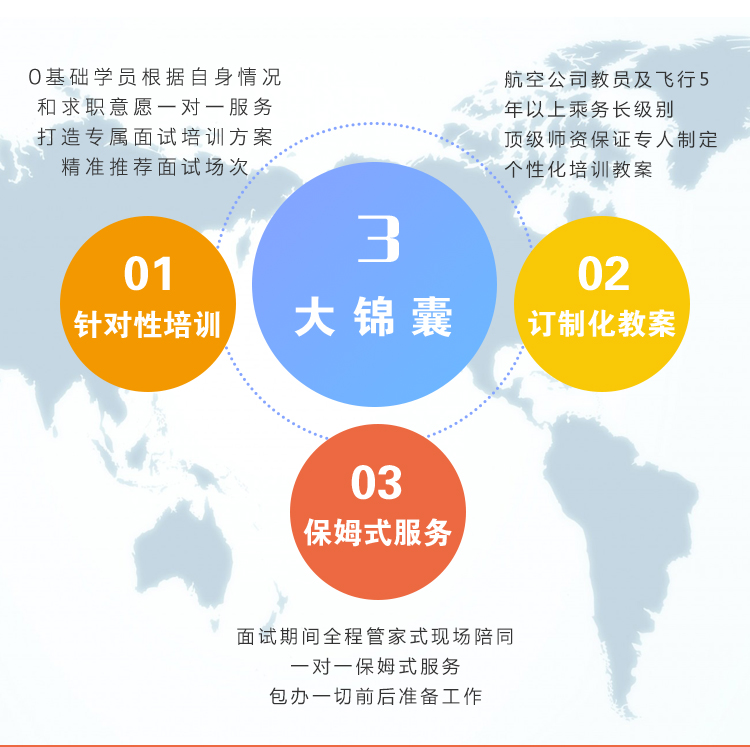 0基础学员根据自身情况
和求职意愿一对一服务
打造专属面试培训方案
精准推荐面试场次
航空公司教员及飞行5
年以上乘务长级别
顶级师资保证专人制定
个性化培训教案
3
大锦囊
01
针对性培训
02
订制化教案
03
保姆式服务
面试期间全程管家式现场陪同
一对一保姆式服务
包办一切前后准备工作